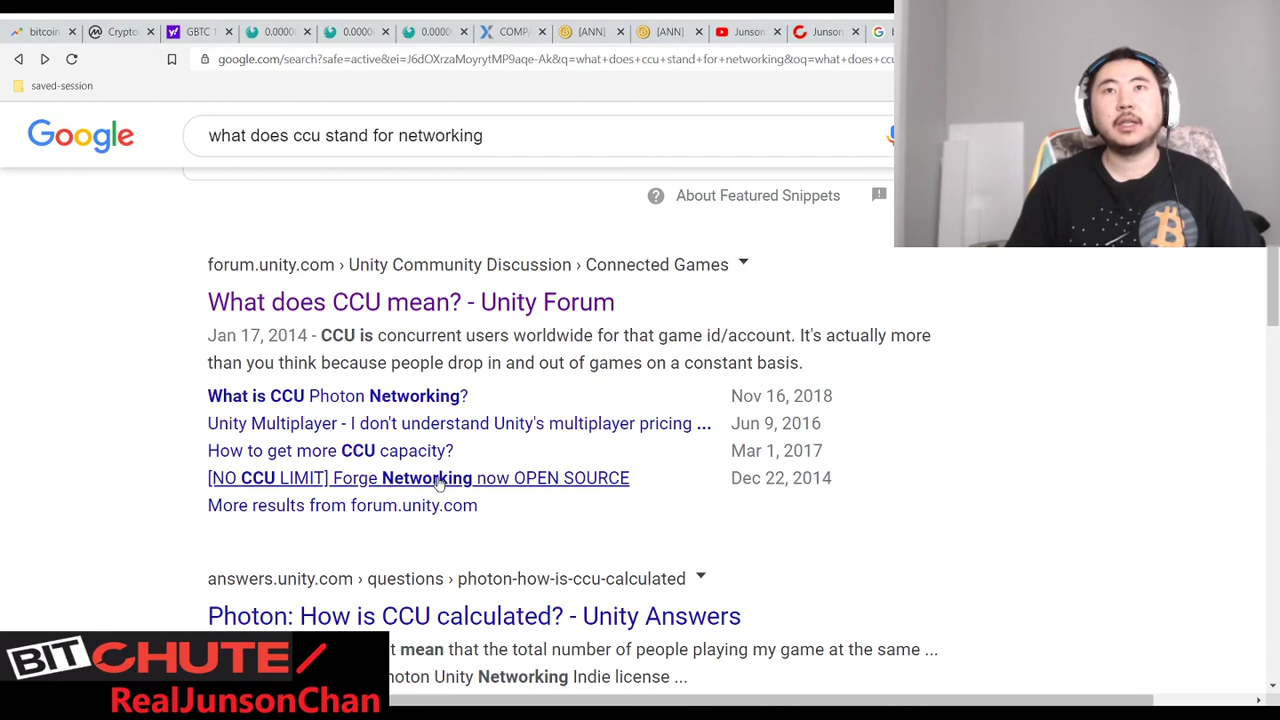 bitcoin
Crypto
GBTC 1
0.0000
0.0000
0.0000
COMP.
[ANN]
[ANN]
Junson
Junson
google.com/search?safe=active&ei=J6dOXrzaMoyrytMP9aqe-Ak&q=what+does+ccu+stand+for+networking&oq=what+does+ccu
saved-session
Google
what does ccu stand for networking
About Featured Snippets
forum.unity.com › Unity Community Discussion › Connected Games
What does CCU mean? - Unity Forum
Jan 17, 2014 - CCU is concurrent users worldwide for that game id/account. It's actually more
than you think because people drop in and out of games on a constant basis.
What is CCU Photon Networking? Nov 16, 2018
Unity Multiplayer - I don't understand Unity's multiplayer pricing ... Jun 9, 2016
How to get more CCU capacity? Mar 1, 2017
[NO CCU LIMIT] Forge Networking now OPEN SOURCE Dec 22, 2014
More results from forum.unity.com
answers.unity.com › questions › photon-how-is-ccu-calculated
Photon: How is CCU calculated? - Unity Answers
mean that the total number of people playing my game at the same ...
Unity Networking Indie license ...
BITCHUTE/
RealJunsonChan